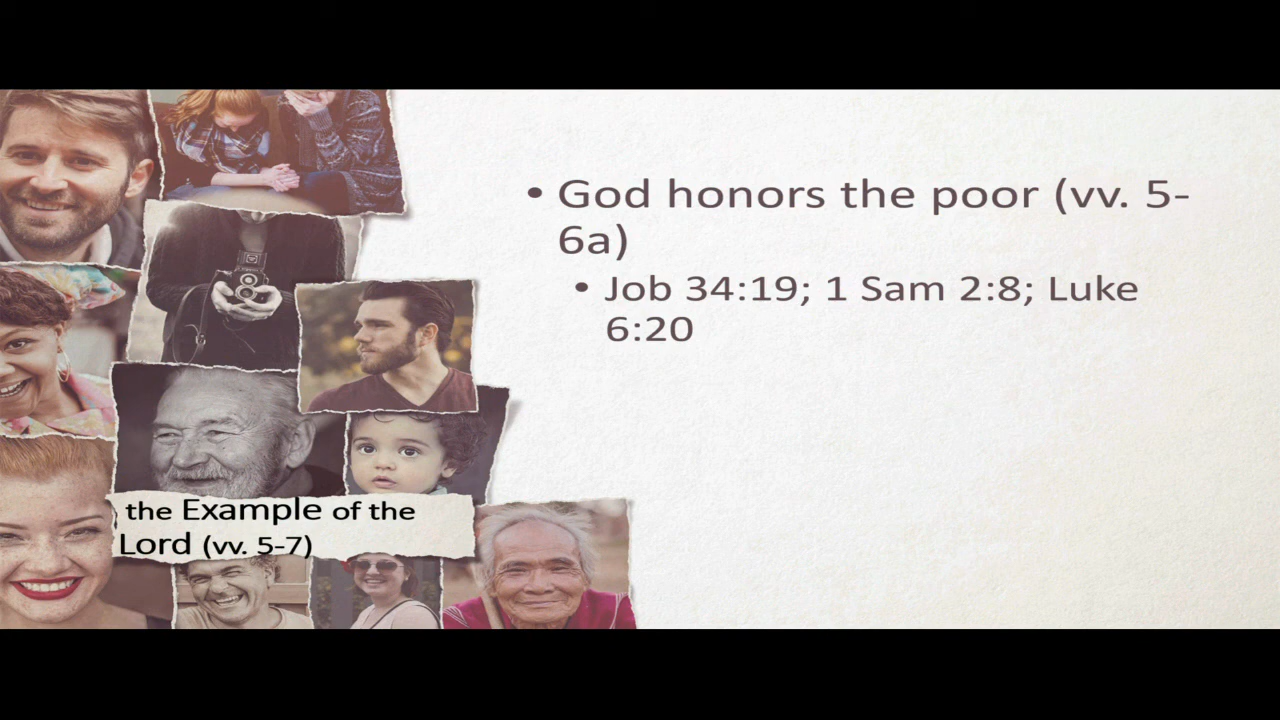 • God honors the poor (vv. 5-
6a)
• Job 34:19; 1 Sam 2:8; Luke
6:20
the Example of the
Lord (vv. 5-7)